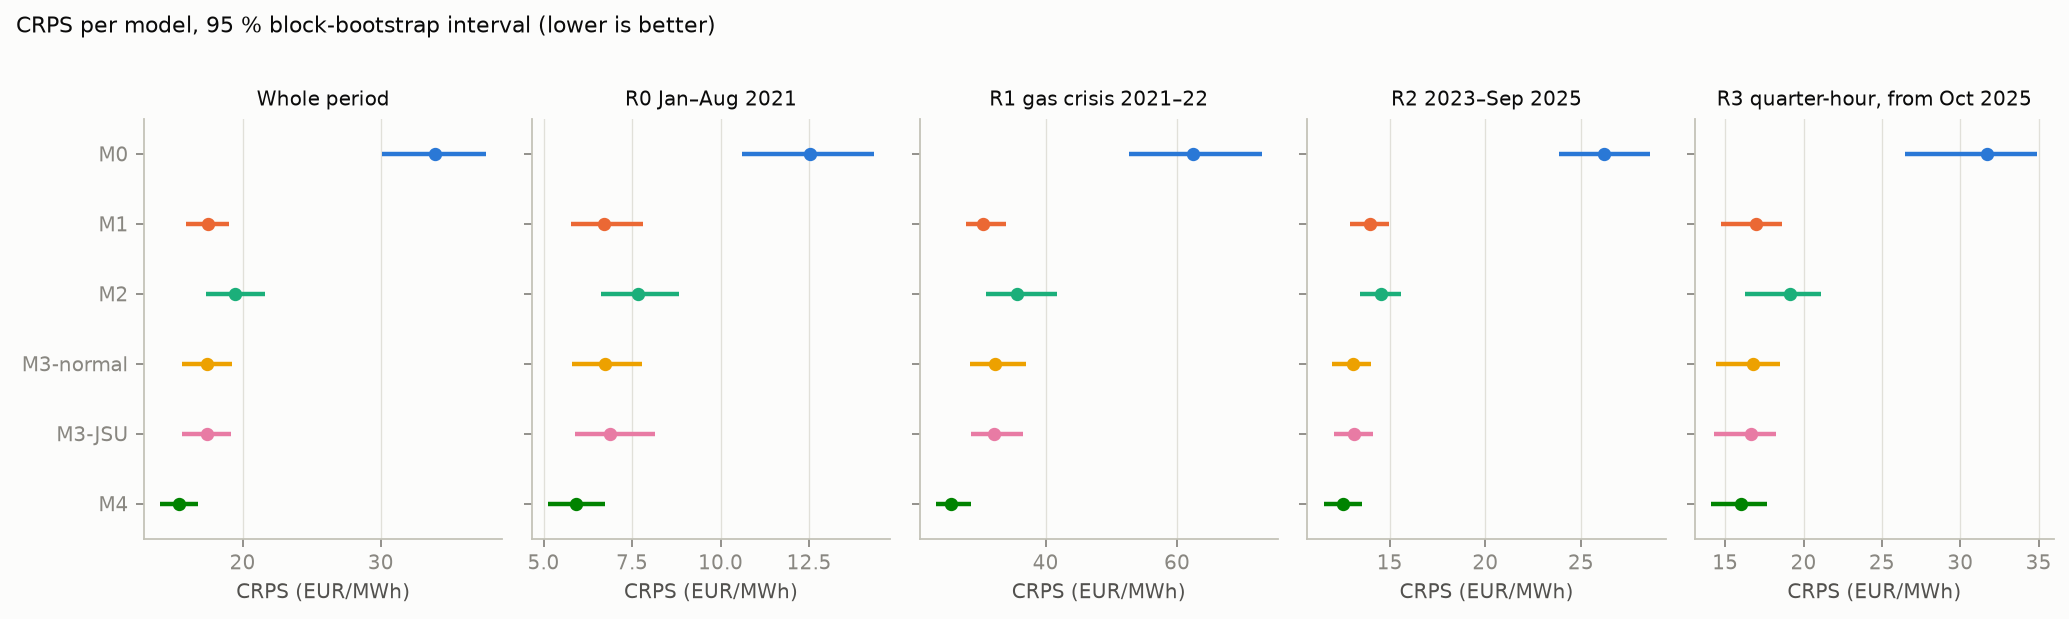 CRPS per model, 95 % block-bootstrap interval (lower is better)
Whole period
R0 Jan–Aug 2021
R1 gas crisis 2021–22
R2 2023–Sep 2025
R3 quarter-hour, from Oct 2025
M0
M1
M2
M3-normal
M3-JSU
M4
20 30
5.0 7.5 10.0 12.5
40 60
15 20 25
15 20 25 30 35
CRPS (EUR/MWh)
CRPS (EUR/MWh)
CRPS (EUR/MWh)
CRPS (EUR/MWh)
CRPS (EUR/MWh)